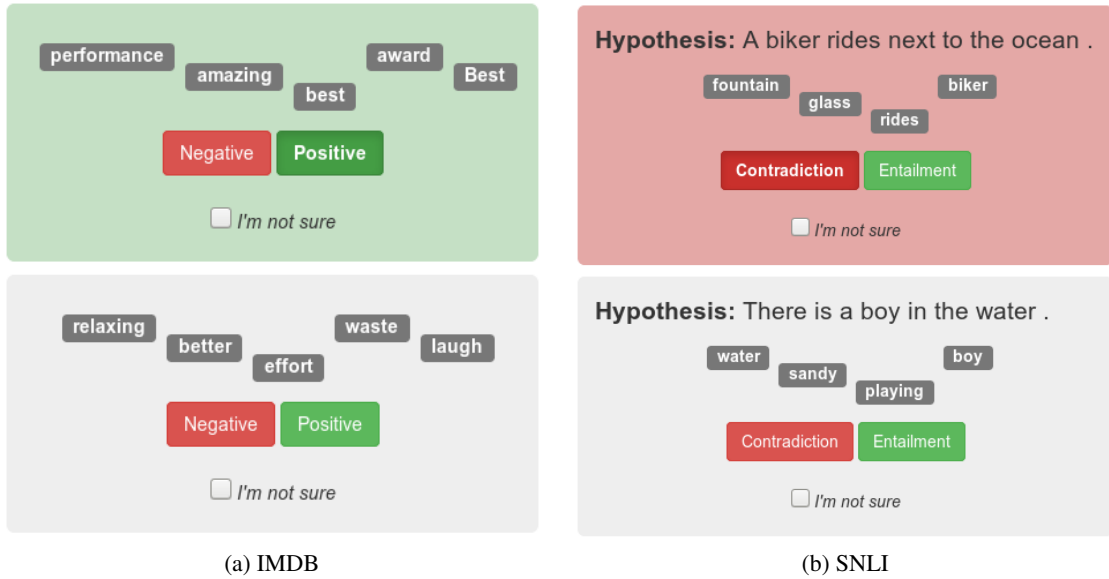 performance amazing best award Best
Negative Positive
I'm not sure
relaxing better effort waste laugh
Negative Positive
I'm not sure
(a) IMDB
Hypothesis: A biker rides next to the ocean .
fountain glass rides biker
Contradiction Entailment
I'm not sure
Hypothesis: There is a boy in the water .
water sandy playing boy
Contradiction Entailment
I'm not sure
(b) SNLI